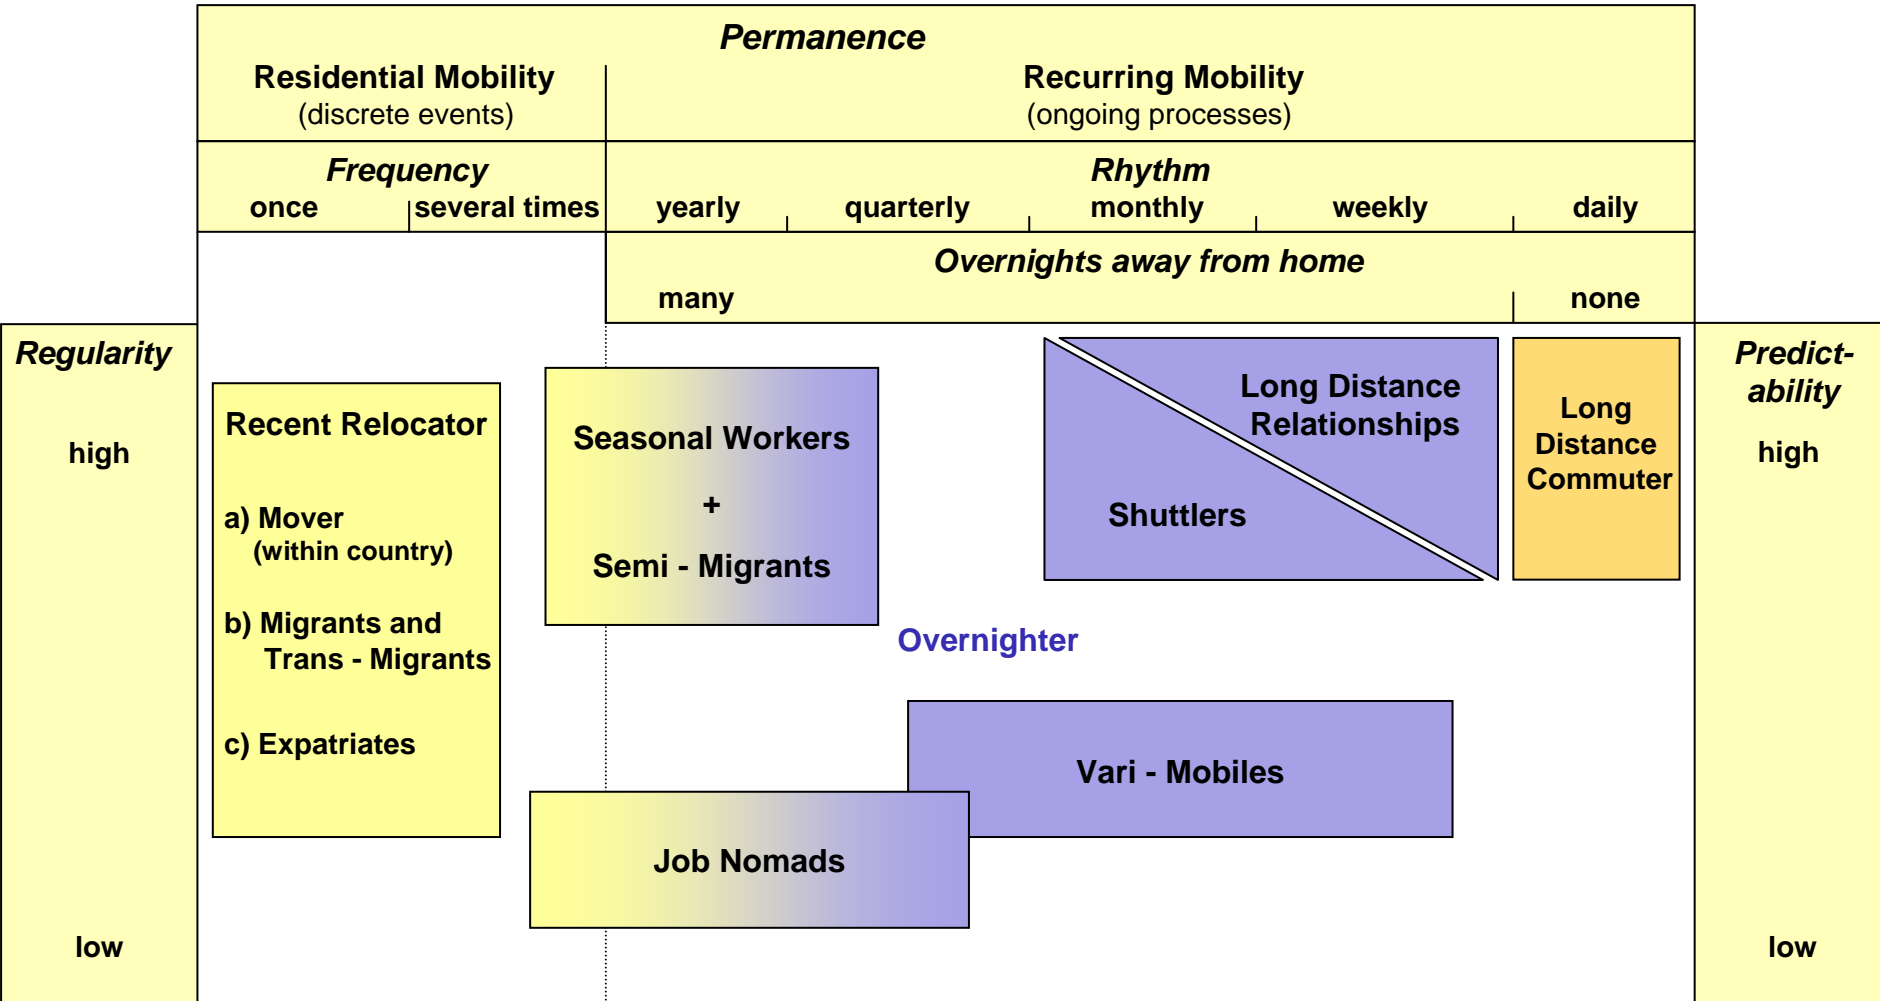 Permanence
Residential Mobility
(discrete events)
Recurring Mobility
(ongoing processes)
Frequency
once
several times
Rhythm
yearly
quarterly
monthly
weekly
daily
Overnights away from home
many
none
Regularity
high
low
Recent Relocator
a) Mover
(within country)
b) Migrants and
Trans - Migrants
c) Expatriates
Seasonal Workers
+
Semi - Migrants
Long Distance
Relationships
Shuttlers
Long
Distance
Commuter
Overnighter
Vari - Mobiles
Job Nomads
Predict-
ability
high
low